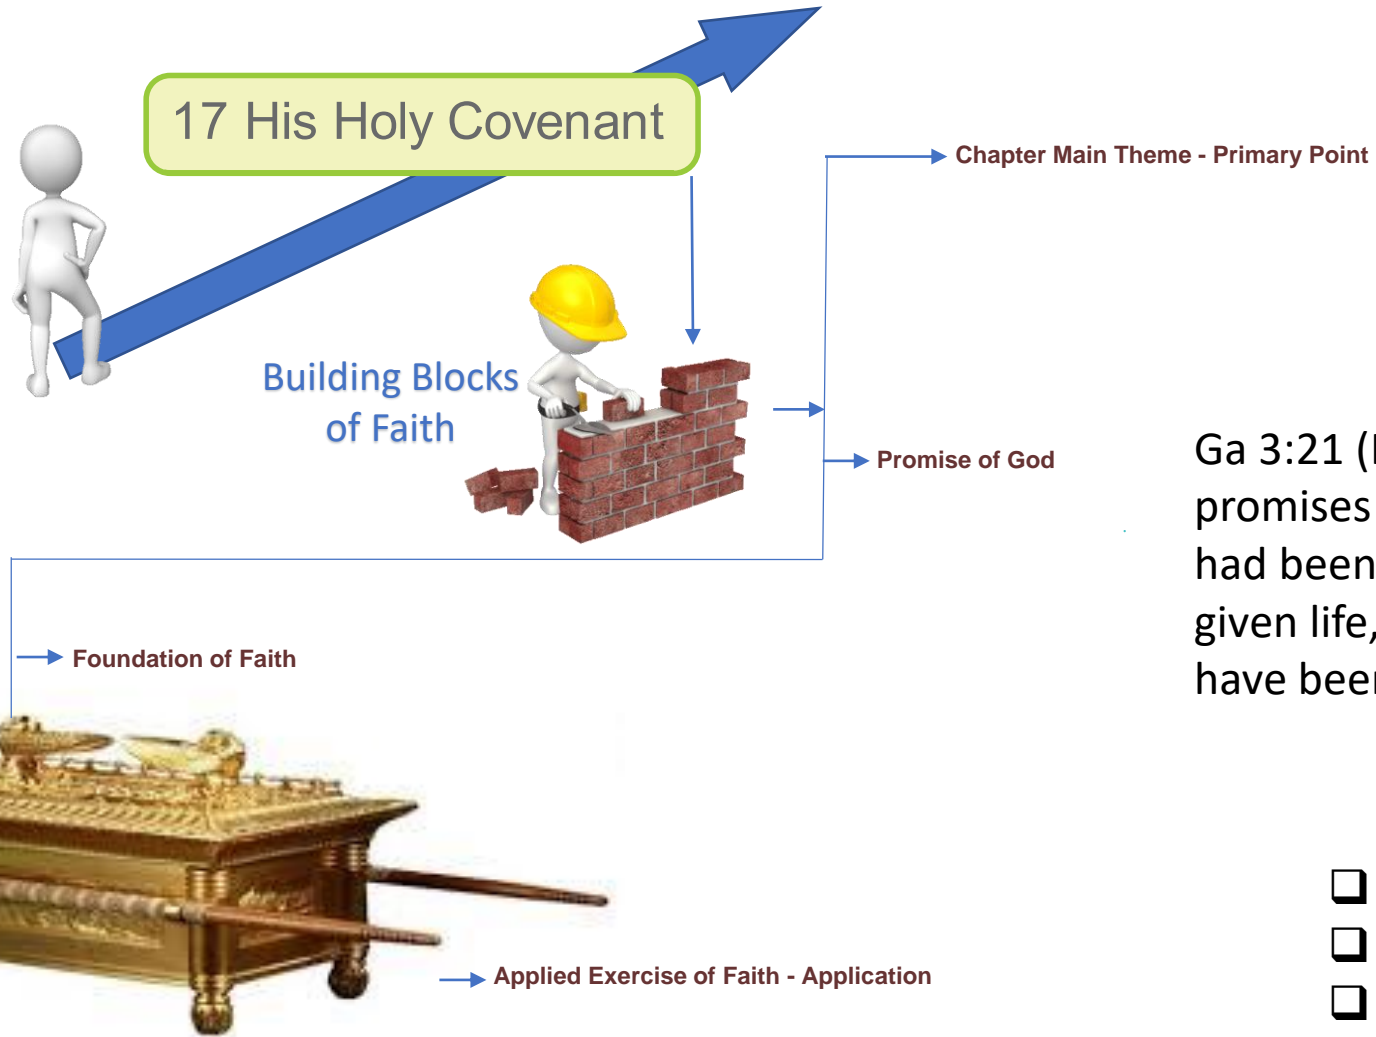 17 His Holy Covenant
Chapter Main Theme - Primary Point
Building Blocks
of Faith
Promise of God
Ga 3:21 (
promises
had been
given life,
have been
Foundation of Faith
Applied Exercise of Faith - Application